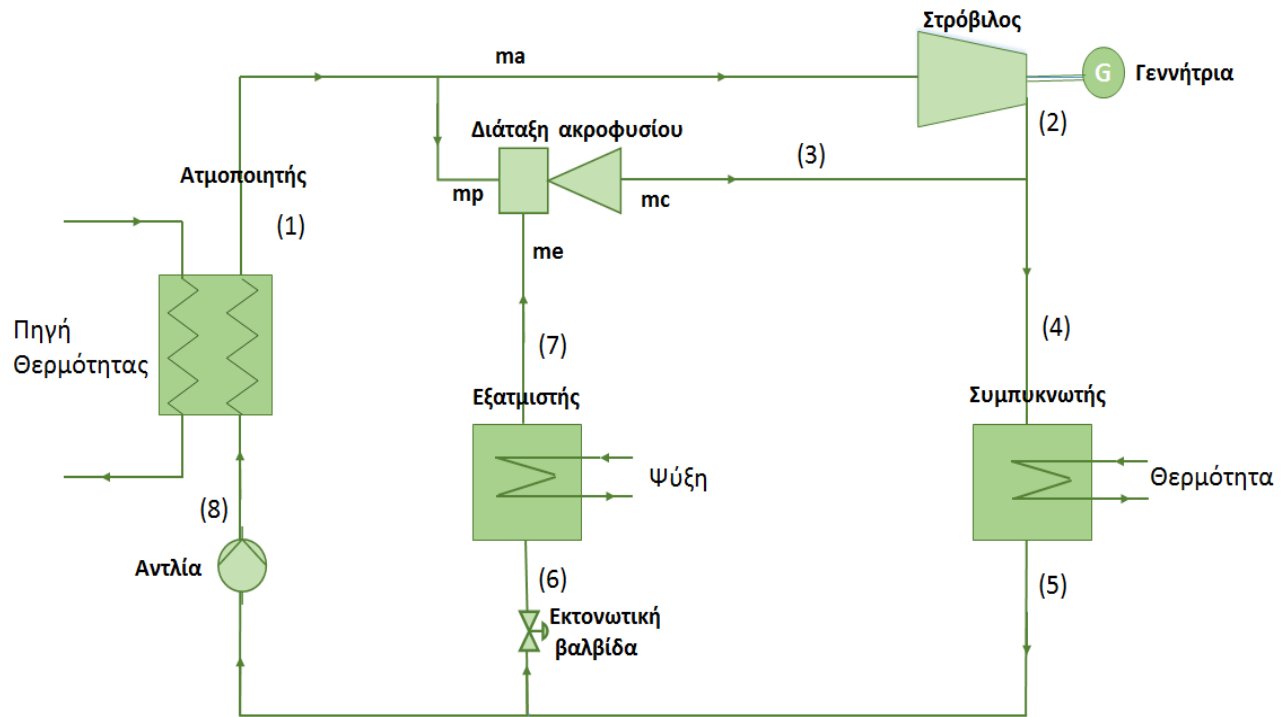 Στρόβιλος
ma
G
Γεννήτρια
(2)
Διάταξη ακροφυσίου
(3)
Ατμοποιητής
mp
mc
(1)
me
Πηγή
Θερμότητας
(7)
(4)
Εξατμιστής
Συμπυκνωτής
Ψύξη
Θερμότητα
(8)
Αντλία
(6)
(5)
Εκτονωτική
βαλβίδα